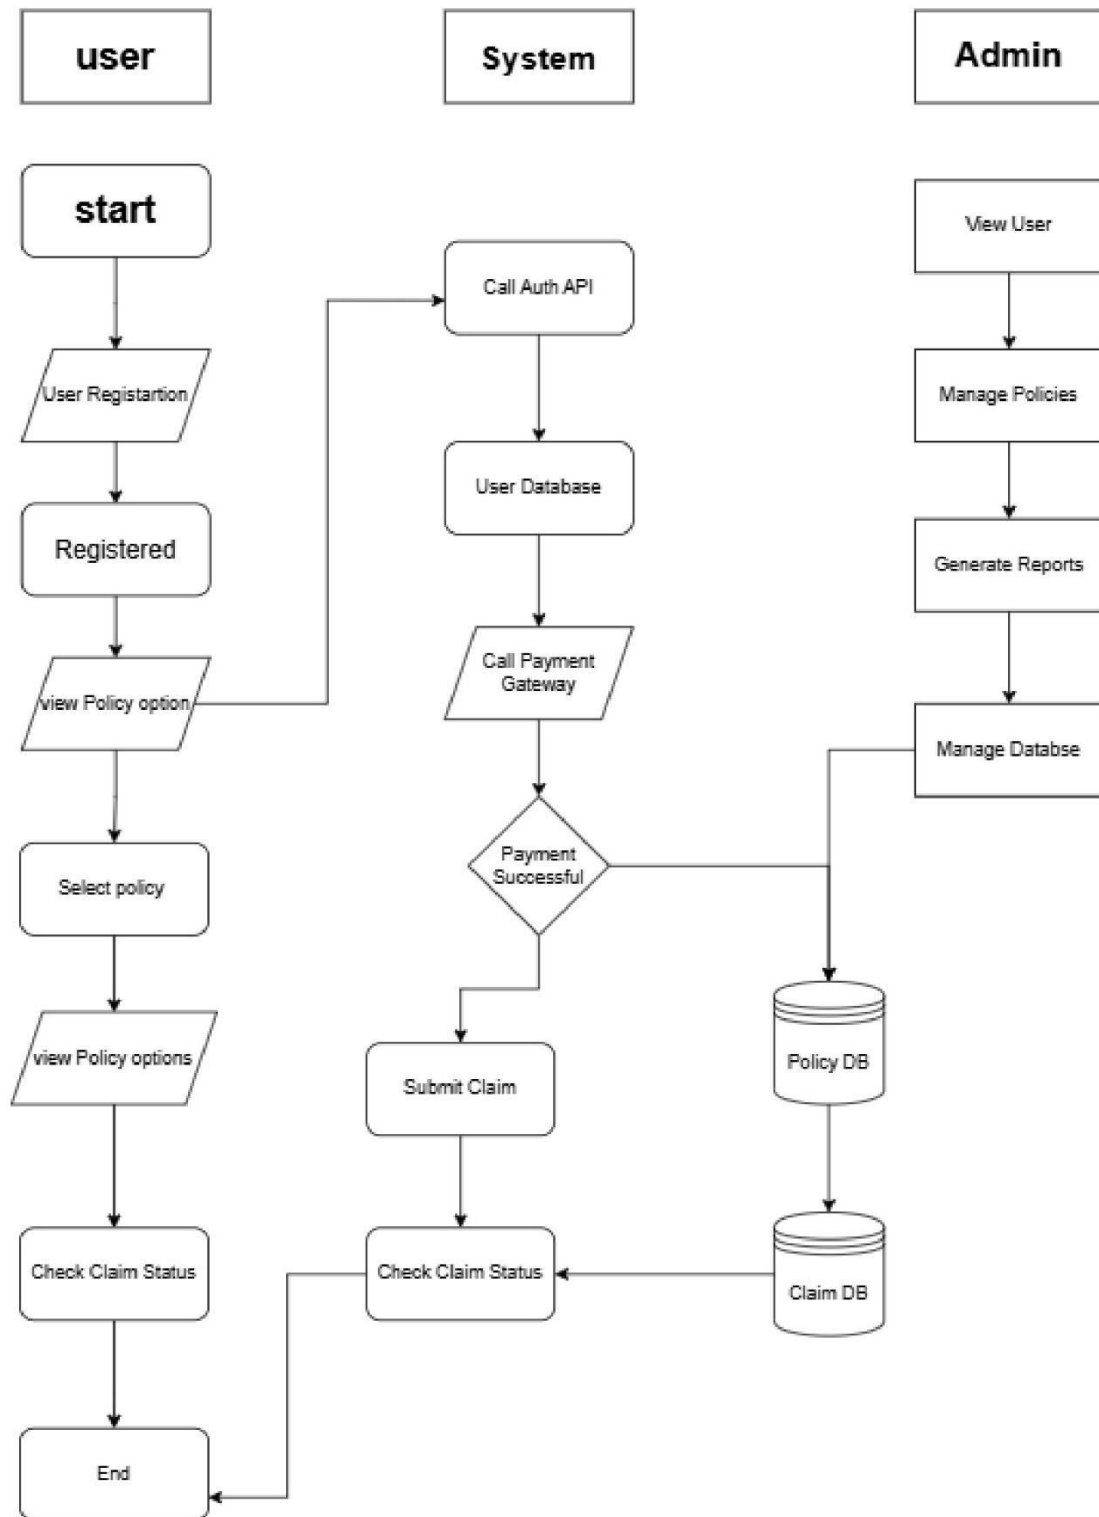 user
System
Admin
start
User Registartion
Registered
view Policy option
Select policy
view Policy options
Check Claim Status
End
Call Auth API
User Database
Call Payment
Gateway
Payment
Successful
Submit Claim
Check Claim Status
View User
Manage Policies
Generate Reports
Manage Databse
Policy DB
Claim DB